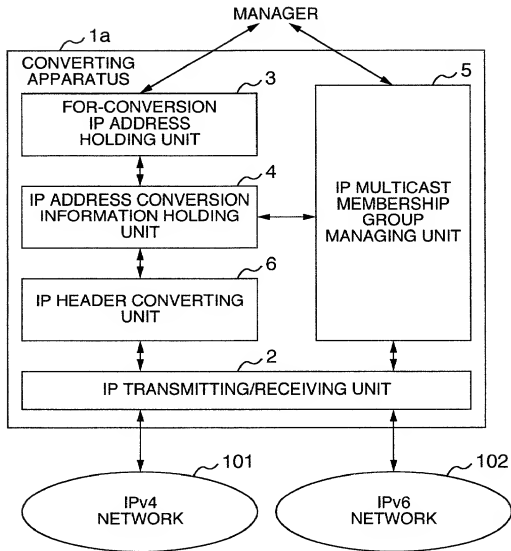 MANAGER
1a
CONVERTING
APPARATUS
3
5
FOR-CONVERSION
IP ADDRESS
HOLDING UNIT
4
IP ADDRESS CONVERSION
INFORMATION HOLDING
UNIT
IP MULTICAST
MEMBERSHIP
GROUP
MANAGING UNIT
6
IP HEADER CONVERTING
UNIT
2
IP TRANSMITTING/RECEIVING UNIT
101
102
IPv4
NETWORK
IPv6
NETWORK